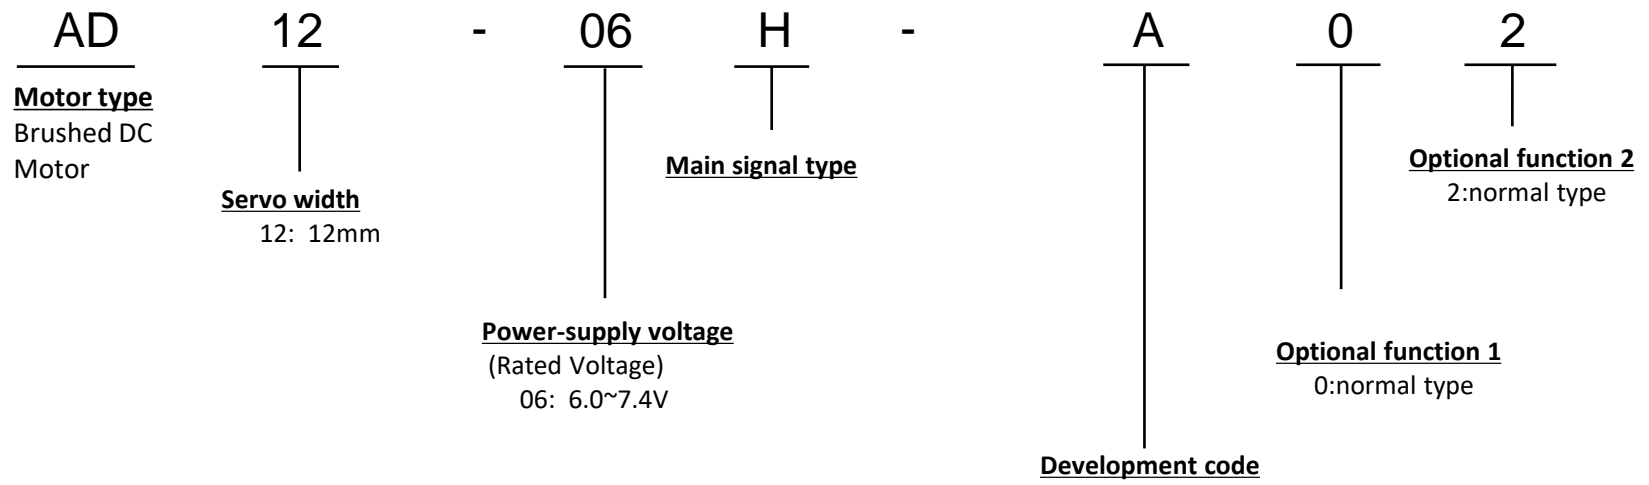 AD 12 - 06 H - A 0 2
Motor type
Brushed DC
Motor
Servo width
12: 12mm
Power-supply voltage
(Rated Voltage)
06: 6.0~7.4V
Main signal type
Development code
Optional function 1
0:normal type
Optional function 2
2:normal type